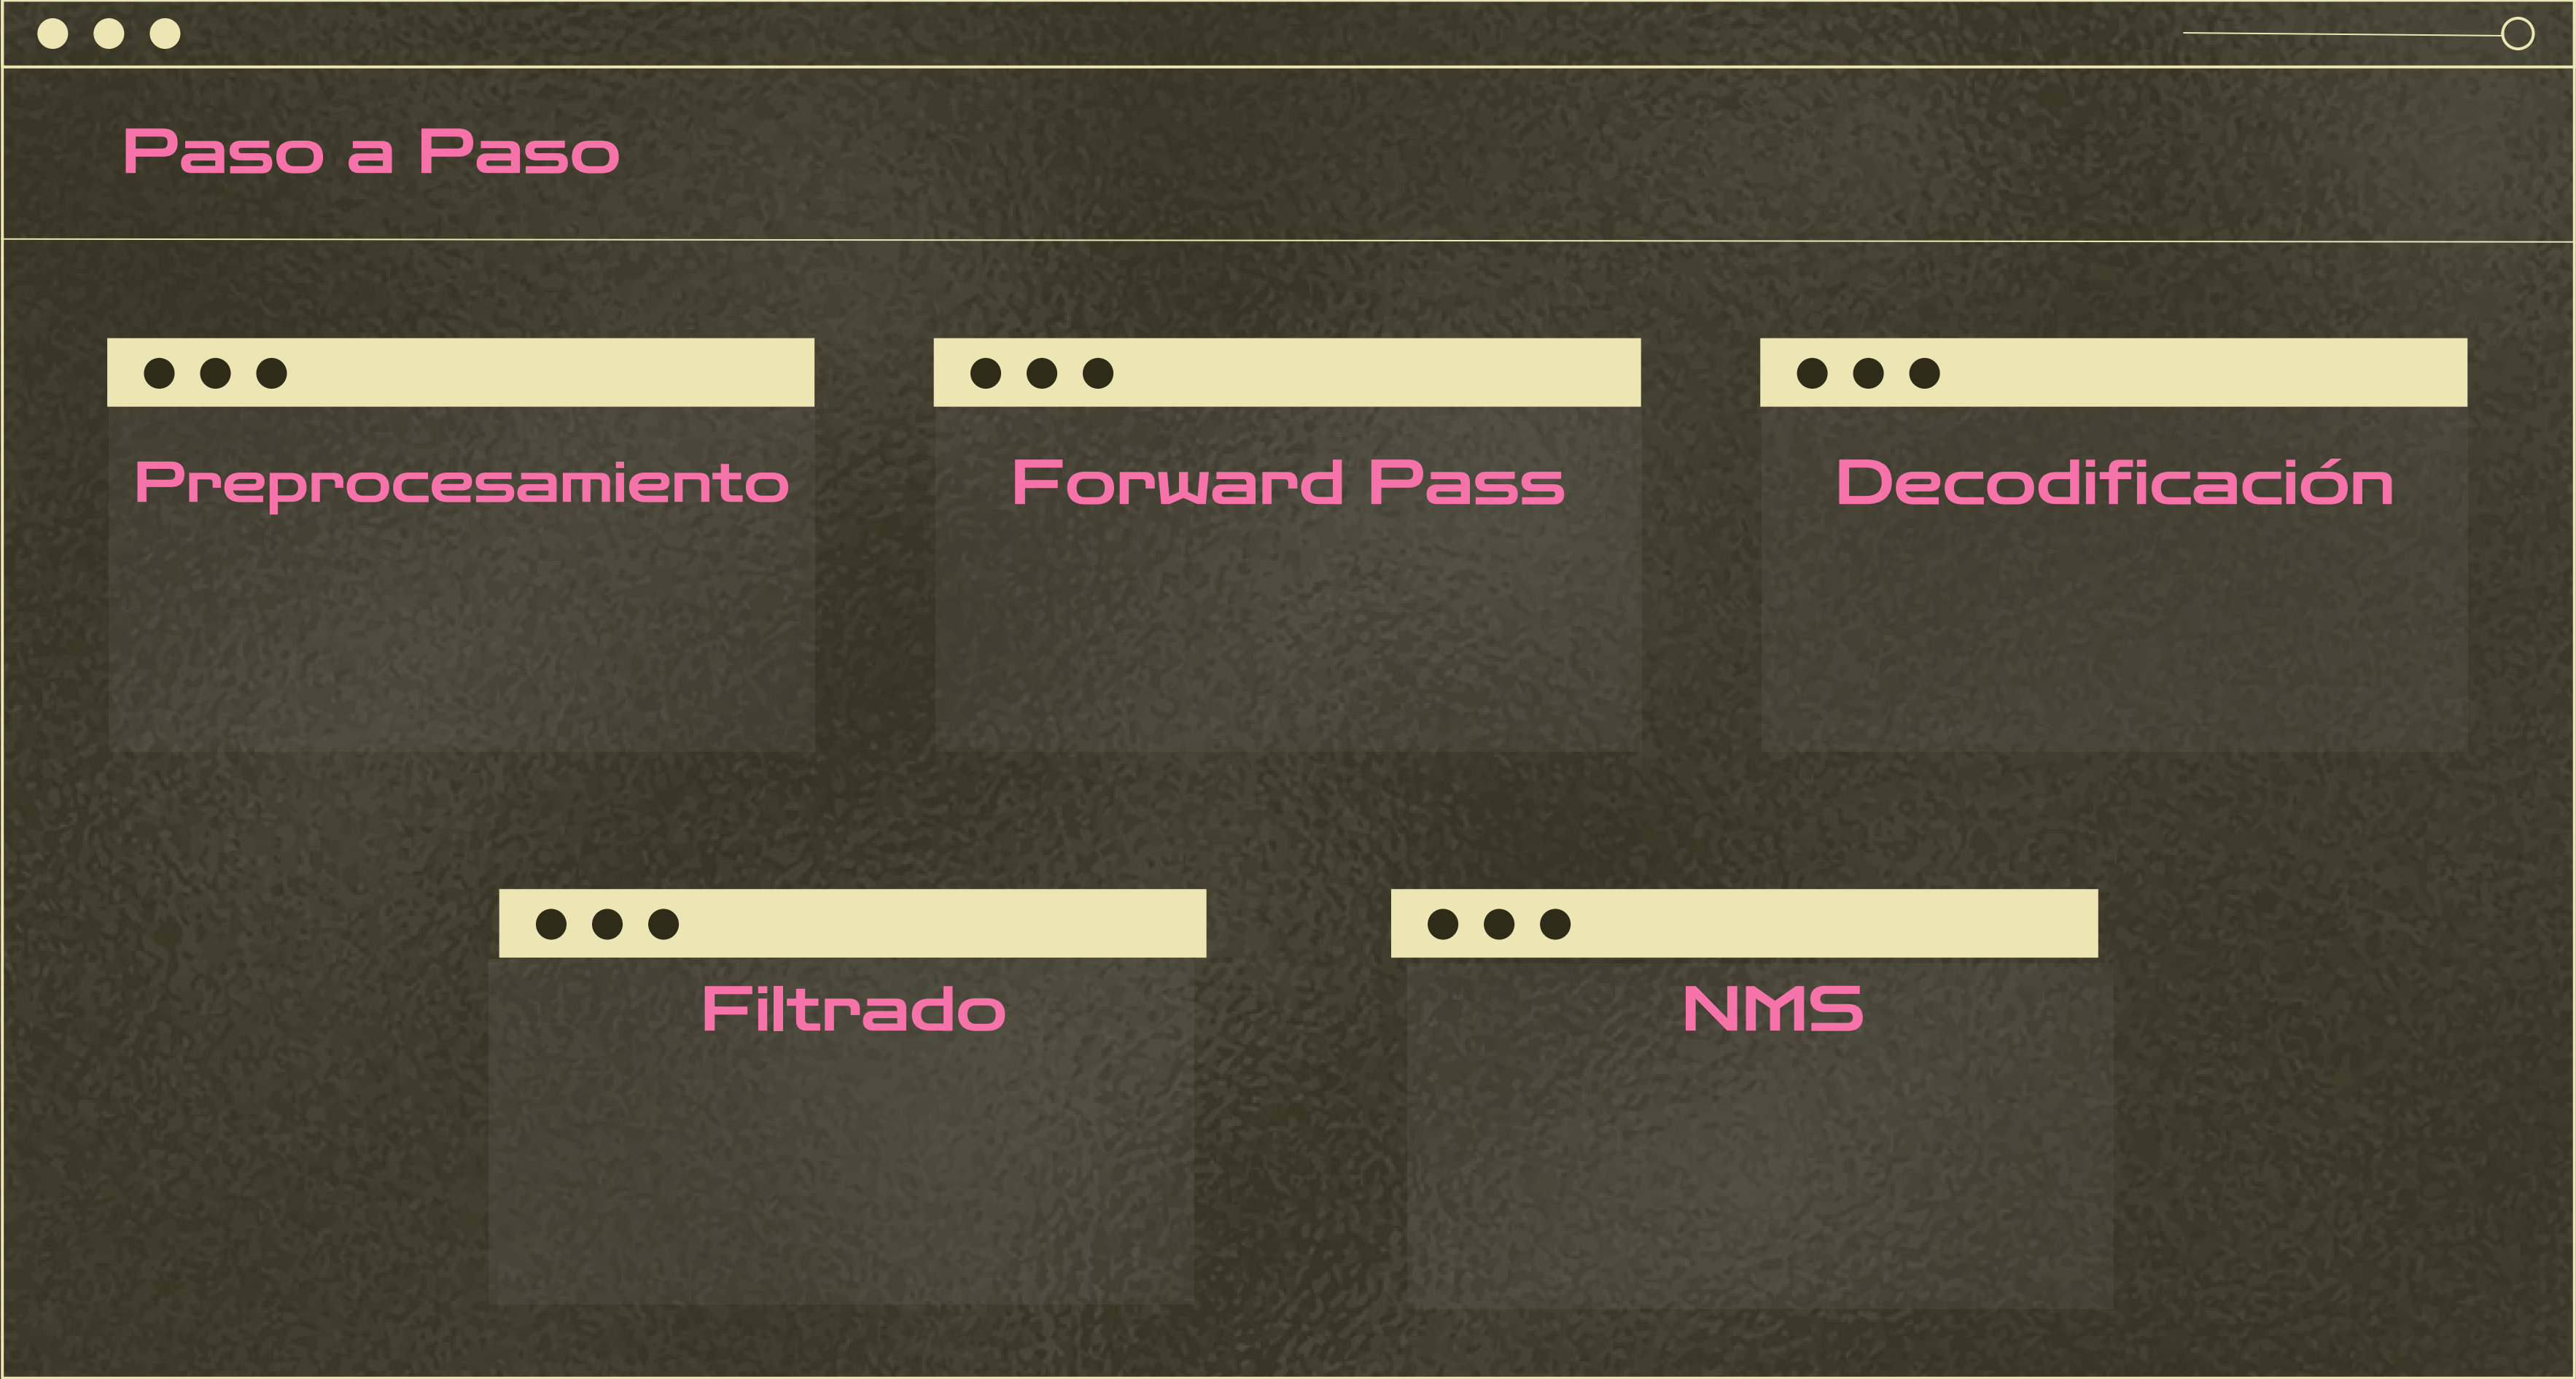 Paso a Paso
Preprocesamiento
Forward Pass
Decodificación
Filtrado
NMS